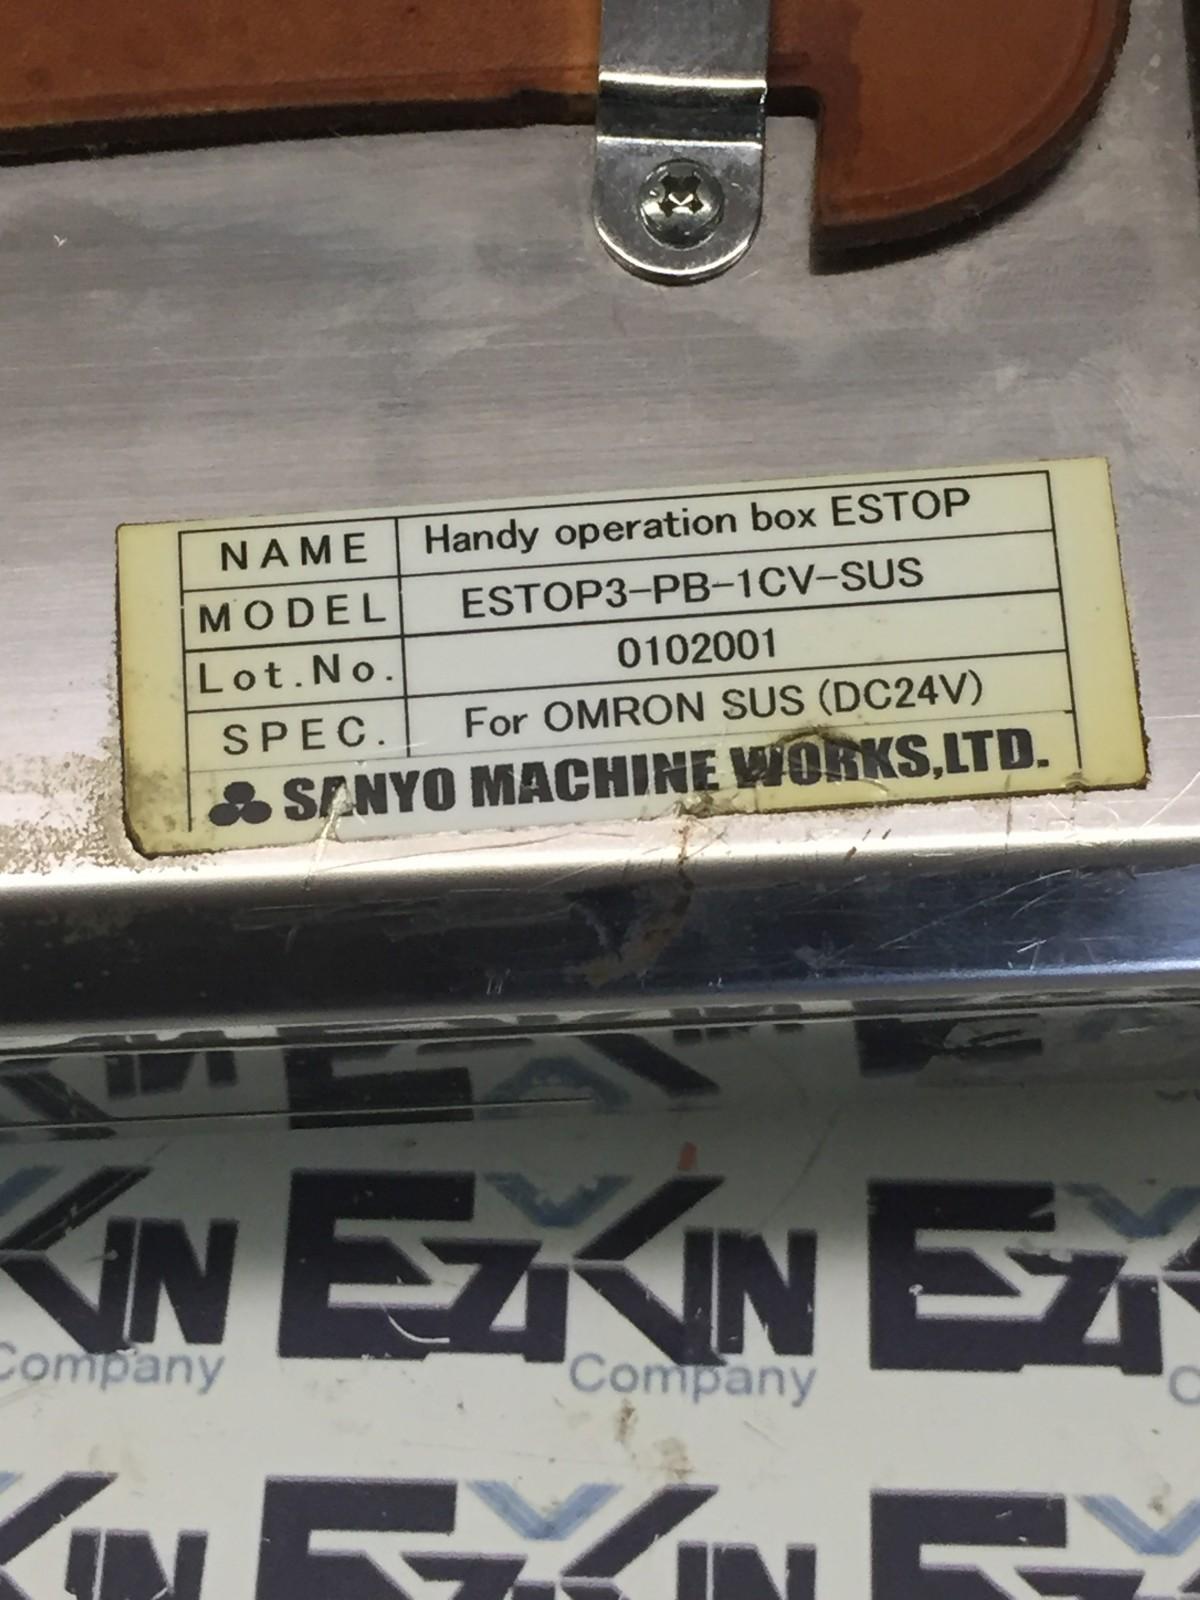 NAME Handy operation box ESTOP
MODEL ESTOP3-PB-1CV-SUS
Lot.No. 0102001
SPEC. For OMRON SUS (DC24V)
SANYO MACHINE WORKS,LTD.
EZKIN
Company
Company